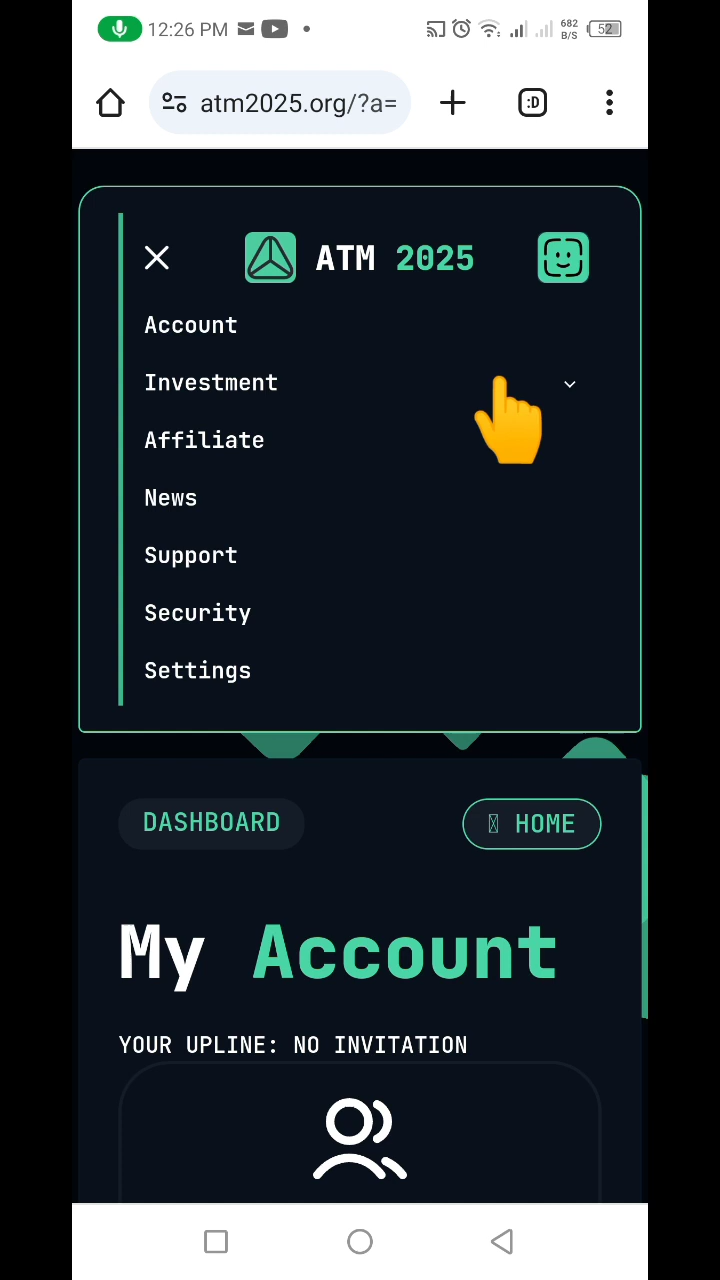 12:26 PM
682
B/S
52
atm2025.org/?a=
:D
ATM 2025
Account
Investment
Affiliate
News
Support
Security
Settings
DASHBOARD
HOME
My Account
YOUR UPLINE: NO INVITATION